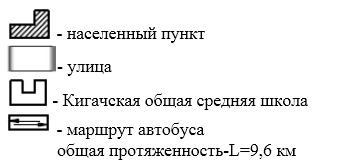 - населенный пункт
- улица
- Кигачская общая средняя школа
- маршрут автобуса
общая протяженность-L=9,6 км